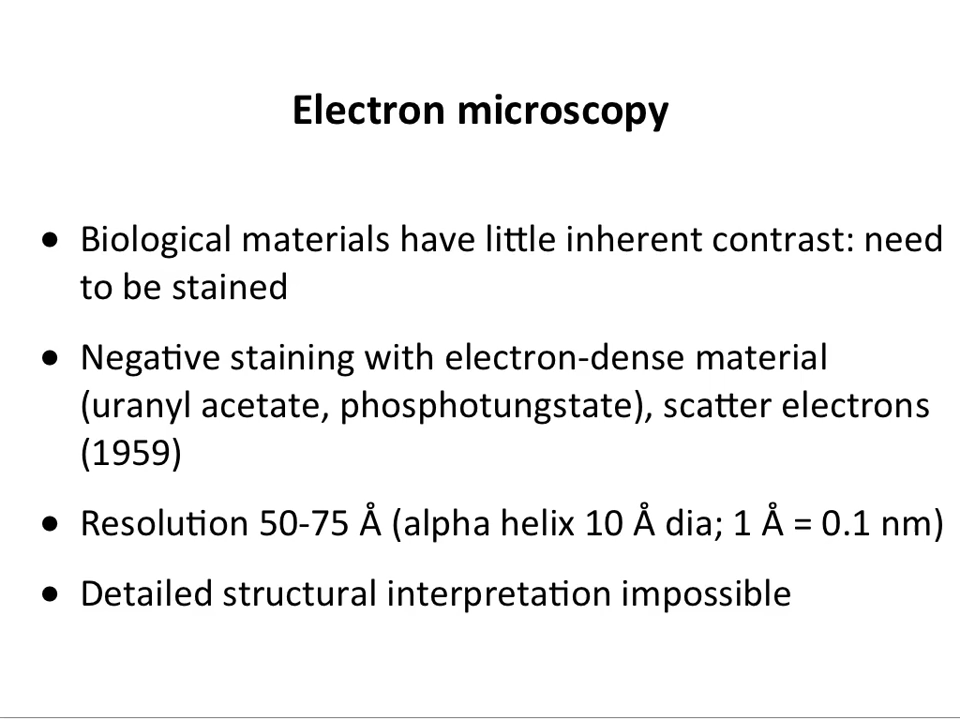 Electron microscopy
• Biological materials have little inherent contrast: need
to be stained
• Negative staining with electron-dense material
(uranyl acetate, phosphotungstate), scatter electrons
(1959)
• Resolution 50-75 Å (alpha helix 10 Å dia; 1 Å = 0.1 nm)
• Detailed structural interpretation impossible